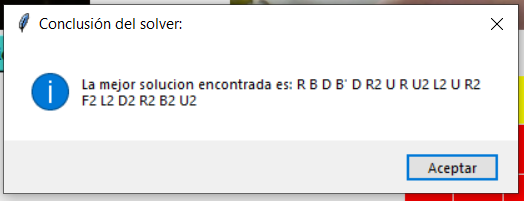 Conclusión del solver:
La mejor solucion encontrada es: R B D B' D R2 U R U2 L2 U R2
F2 L2 D2 R2 B2 U2
Aceptar